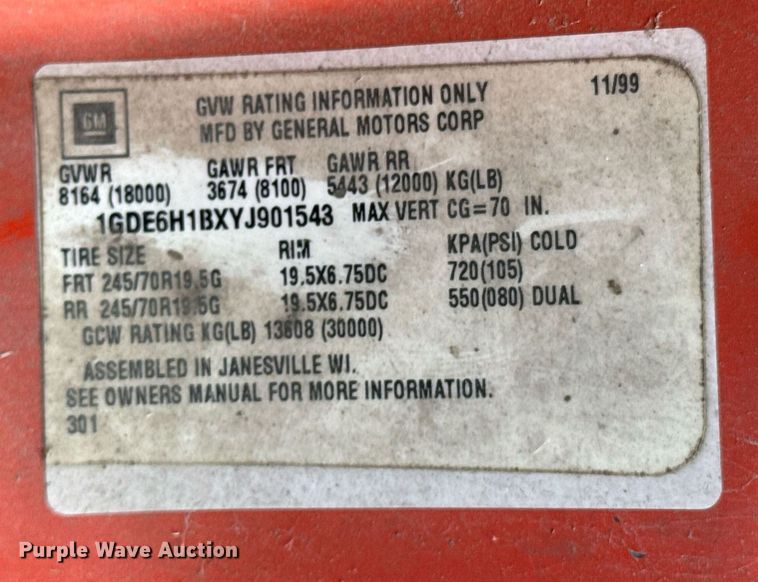 GM
GVW RATING INFORMATION ONLY 11/99
MFD BY GENERAL MOTORS CORP
GVWR GAWR FRT GAWR RR
8164 (18000) 3674 (8100) 5443 (12000) KG(LB)
1GDE6H1BXYJ901543 MAX VERT CG=70 IN.
TIRE SIZE RIM KPA(PSI) COLD
FRT 245/70R19.5G 19.5X6.75DC 720(105)
RR 245/70R19.5G 19.5X6.75DC 550(080) DUAL
GCW RATING KG(LB) 13608 (30000)
ASSEMBLED IN JANESVILLE WI.
SEE OWNERS MANUAL FOR MORE INFORMATION.
301
Purple Wave Auction